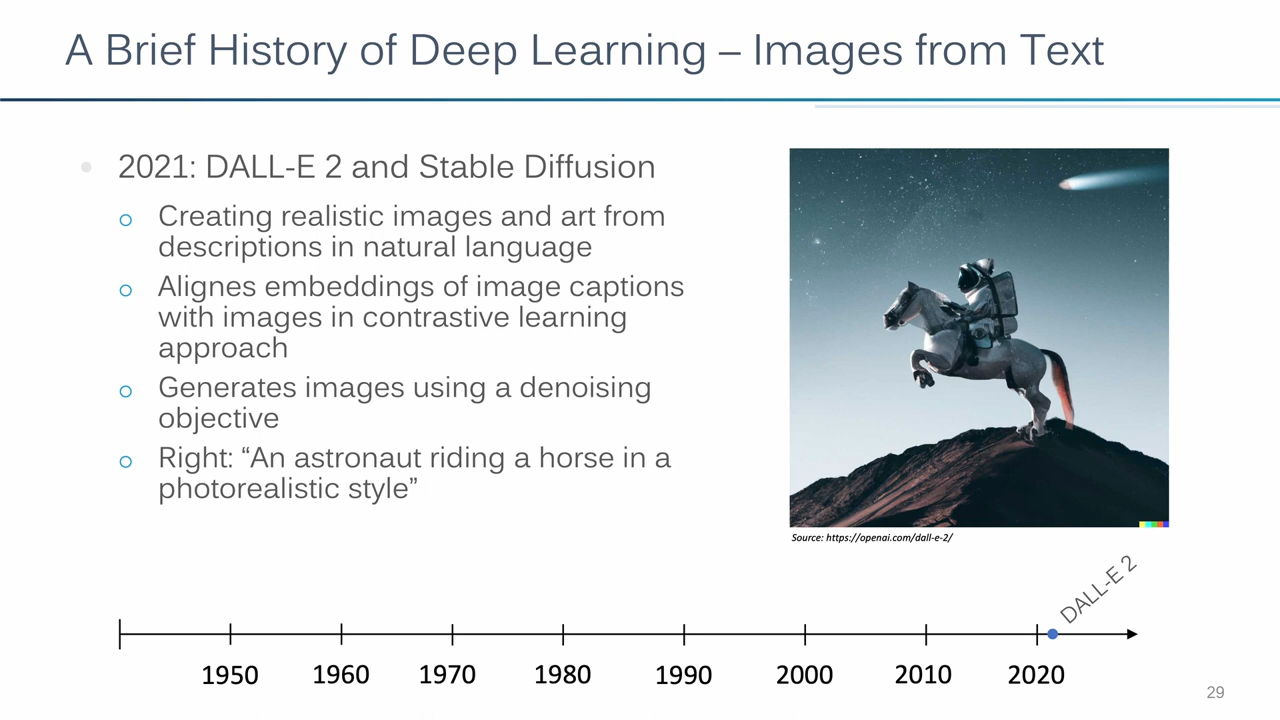 A Brief History of Deep Learning – Images from Text
• 2021: DALL-E 2 and Stable Diffusion
o Creating realistic images and art from
descriptions in natural language
o Alignes embeddings of image captions
with images in contrastive learning
approach
o Generates images using a denoising
objective
o Right: “An astronaut riding a horse in a
photorealistic style”
Source: https://openai.com/dall-e-2/
DALL-E 2
1950 1960 1970 1980 1990 2000 2010 2020
29